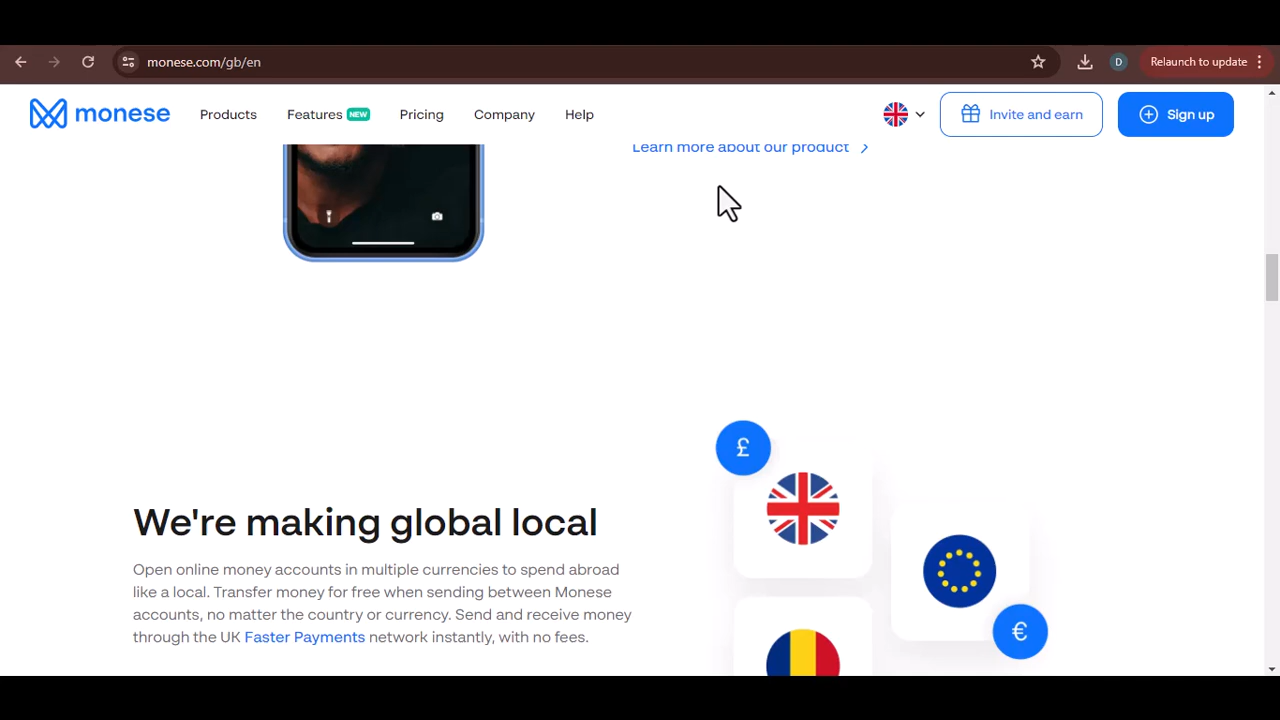 monese.com/gb/en
D
Relaunch to update
monese
Products
Features NEW
Pricing
Company
Help
Invite and earn
Sign up
Learn more about our product
£
We're making global local
Open online money accounts in multiple currencies to spend abroad
like a local. Transfer money for free when sending between Monese
accounts, no matter the country or currency. Send and receive money
through the UK Faster Payments network instantly, with no fees.
€